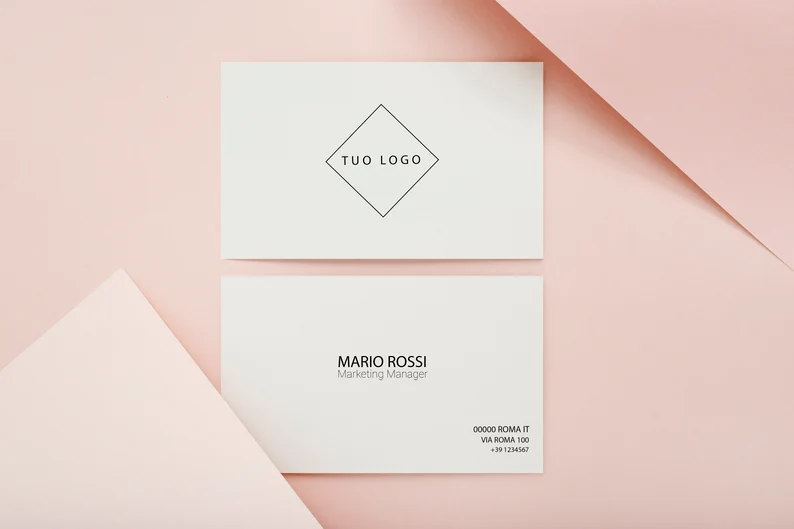 TUO LOGO
MARIO ROSSI
Marketing Manager
00000 ROMA IT
VIA ROMA 100
+39 1234567